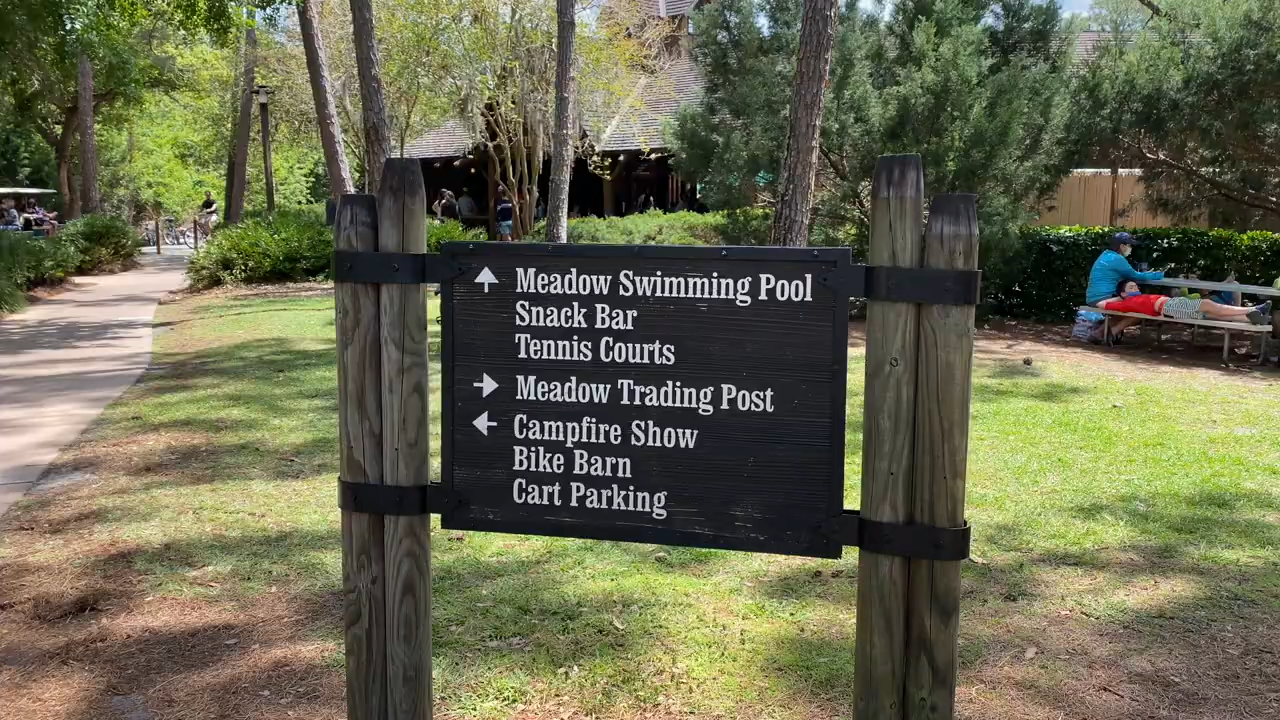 Meadow Swimming Pool
Snack Bar
Tennis Courts
Meadow Trading Post
Campfire Show
Bike Barn
Cart Parking